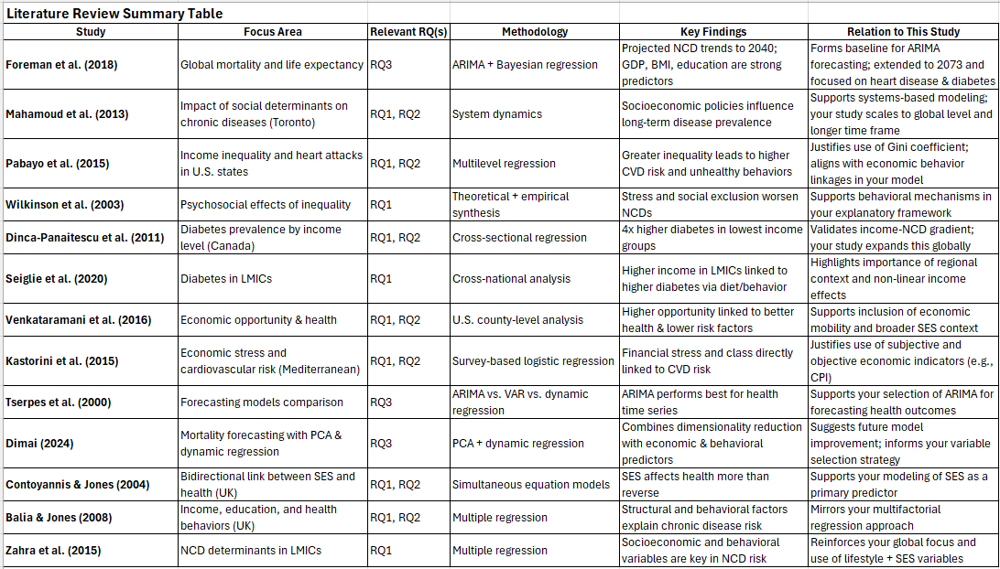 Literature Review Summary Table
Study Focus Area Relevant RQ(s) Methodology Key Findings Relation to This Study
Foreman et al. (2018)
Global mortality and life expectancy
RQ3
ARIMA + Bayesian regression
Projected NCD trends to 2040;
GDP, BMI, education are strong
predictors
Forms baseline for ARIMA
forecasting; extended to 2073 and
focused on heart disease & diabetes
Mahamoud et al. (2013)
Impact of social determinants on
chronic diseases (Toronto)
RQ1, RQ2
System dynamics
Socioeconomic policies influence
long-term disease prevalence
Supports systems-based modeling;
your study scales to global level and
longer time frame
Pabayo et al. (2015)
Income inequality and heart attacks
in U.S. states
RQ1, RQ2
Multilevel regression
Greater inequality leads to higher
CVD risk and unhealthy behaviors
Justifies use of Gini coefficient;
aligns with economic behavior
linkages in your model
Wilkinson et al. (2003)
Psychosocial effects of inequality
RQ1
Theoretical + empirical
synthesis
Stress and social exclusion worsen
NCDs
Supports behavioral mechanisms in
your explanatory framework
Dinca-Panaitescu et al. (2011)
Diabetes prevalence by income
level (Canada)
RQ1, RQ2
Cross-sectional regression
4x higher diabetes in lowest income
groups
Validates income-NCD gradient;
your study expands this globally
Seiglie et al. (2020)
Diabetes in LMICs
RQ1
Cross-national analysis
Higher income in LMICs linked to
higher diabetes via diet/behavior
Highlights importance of regional
context and non-linear income
effects
Venkataramani et al. (2016)
Economic opportunity & health
RQ1, RQ2
U.S. county-level analysis
Higher opportunity linked to better
health & lower risk factors
Supports inclusion of economic
mobility and broader SES context
Kastorini et al. (2015)
Economic stress and
cardiovascular risk (Mediterranean)
RQ1, RQ2
Survey-based logistic regression
Financial stress and class directly
linked to CVD risk
Justifies use of subjective and
objective economic indicators (e.g.,
CPI)
Tserpes et al. (2000)
Forecasting models comparison
RQ3
ARIMA vs. VAR vs. dynamic
regression
ARIMA performs best for health
time series
Supports your selection of ARIMA for
forecasting health outcomes
Dimai (2024)
Mortality forecasting with PCA &
dynamic regression
RQ3
PCA + dynamic regression
Combines dimensionality reduction
with economic & behavioral
predictors
Suggests future model
improvement; informs your variable
selection strategy
Contoyannis & Jones (2004)
Bidirectional link between SES and
health (UK)
RQ1, RQ2
Simultaneous equation models
SES affects health more than
reverse
Supports your modeling of SES as a
primary predictor
Balia & Jones (2008)
Income, education, and health
behaviors (UK)
RQ1, RQ2
Multiple regression
Structural and behavioral factors
explain chronic disease risk
Mirrors your multifactorial
regression approach
Zahra et al. (2015)
NCD determinants in LMICs
RQ1
Multiple regression
Socioeconomic and behavioral
variables are key in NCD risk
Reinforces your global focus and
use of lifestyle + SES variables